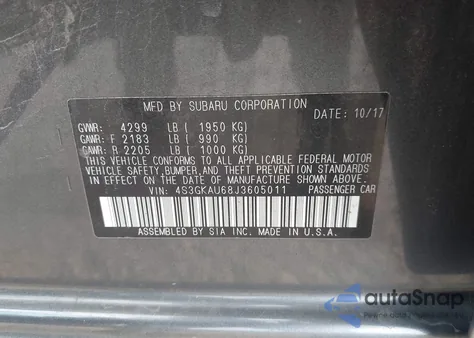 MFD BY SUBARU CORPORATION
DATE: 10/17
GVWR: 4299 LB ( 1950 KG)
GAWR: F 2183 LB ( 990 KG)
GAWR: R 2205 LB ( 1000 KG)
THIS VEHICLE CONFORMS TO ALL APPLICABLE FEDERAL MOTOR
VEHICLE SAFETY, BUMPER, AND THEFT PREVENTION STANDARDS
IN EFFECT ON THE DATE OF MANUFACTURE SHOWN ABOVE.
VIN: 4S3GKAU68J3605011 PASSENGER CAR
ASSEMBLED BY SIA INC. MADE IN U.S.A.
autoSnap